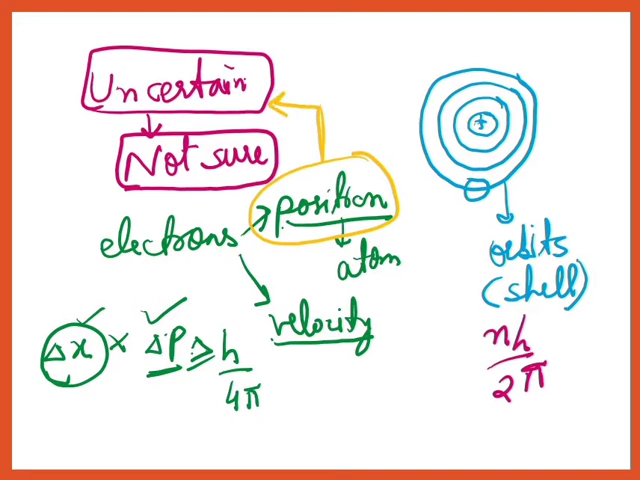 Uncertain
Not sure
position
electrons
atom
velocity
Δx × ΔP ≥ h
4π
+
orbits
(shell)
nh
2π